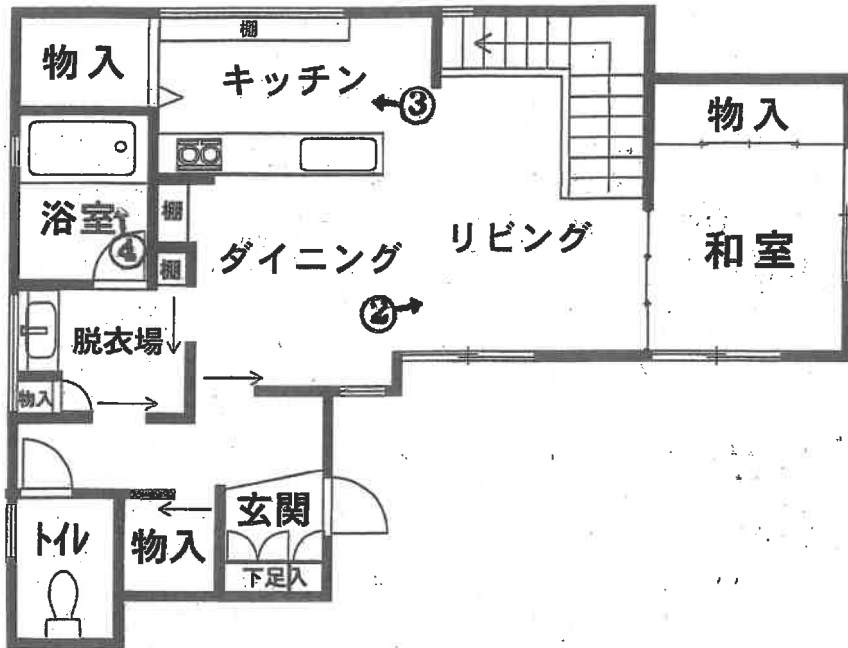 棚
物入
キッチン
③
物入
棚
浴室
④
リビング
和室
ダイニング
棚
②
脱衣場
物入
玄関
トイレ
物入
下足入